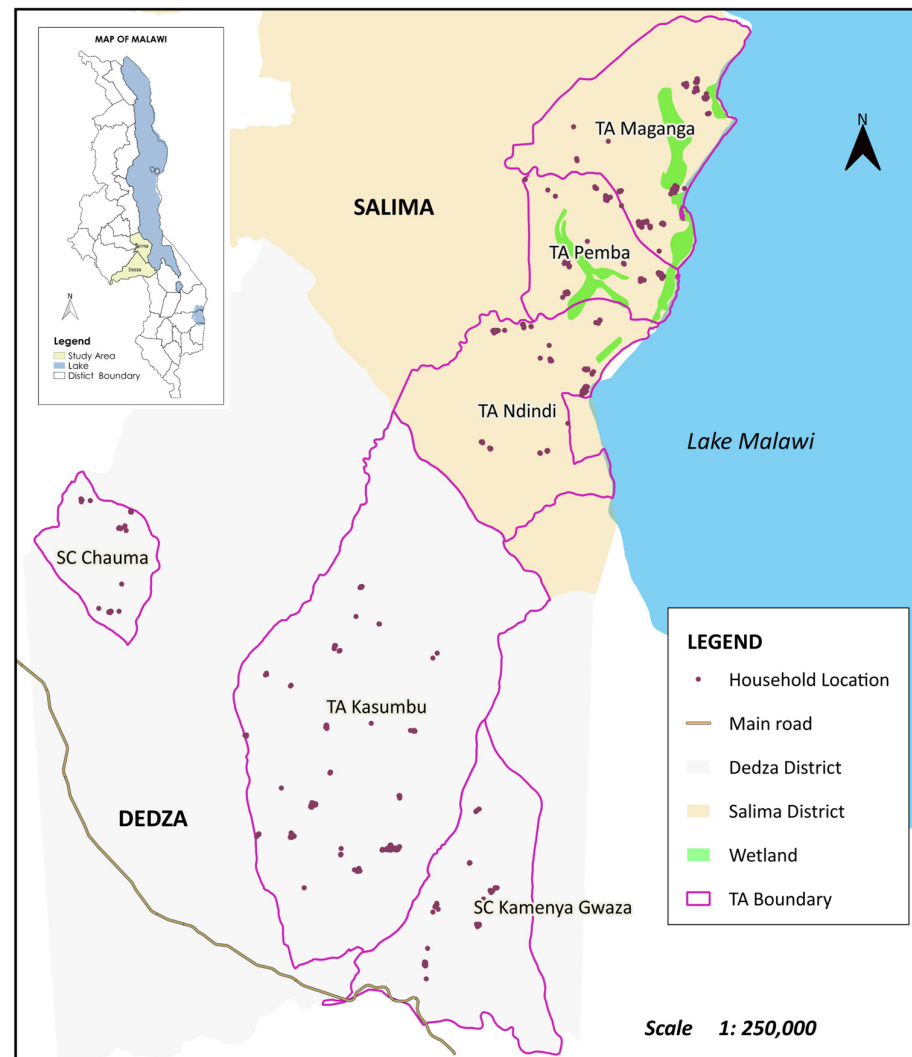 MAP OF MALAWI
Salima
Dedza
N
Legend
Study Area
Lake
Distict Boundary
N
TA Maganga
SALIMA
TA Pemba
TA Ndindi
Lake Malawi
SC Chauma
TA Kasumbu
DEDZA
SC Kamenya Gwaza
LEGEND
Household Location
Main road
Dedza District
Salima District
Wetland
TA Boundary
Scale 1: 250,000